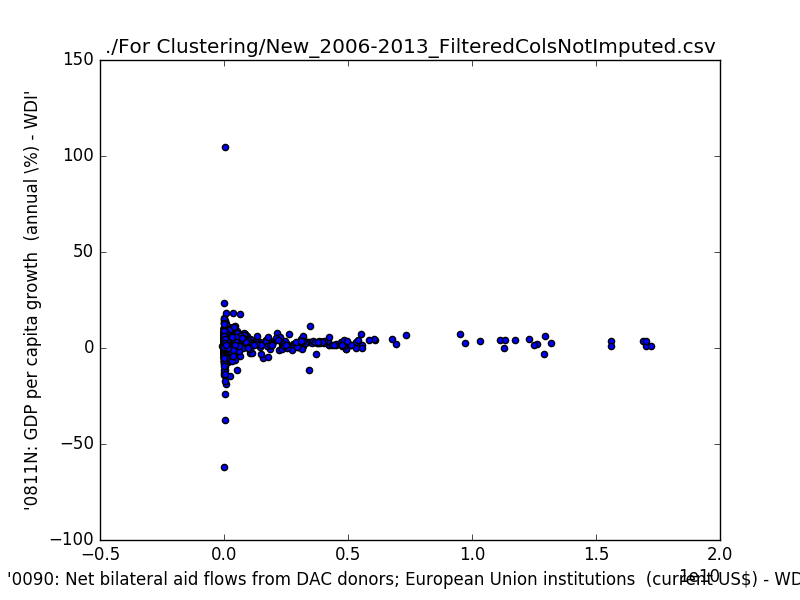 ./For Clustering/New_2006-2013_FilteredColsNotImputed.csv
'0811N: GDP per capita growth  (annual \%) - WDI'
150
100
50
0
−50
−100
−0.5 0.0 0.5 1.0 1.5 2.0
1e10
'0090: Net bilateral aid flows from DAC donors; European Union institutions  (current US$) - WD